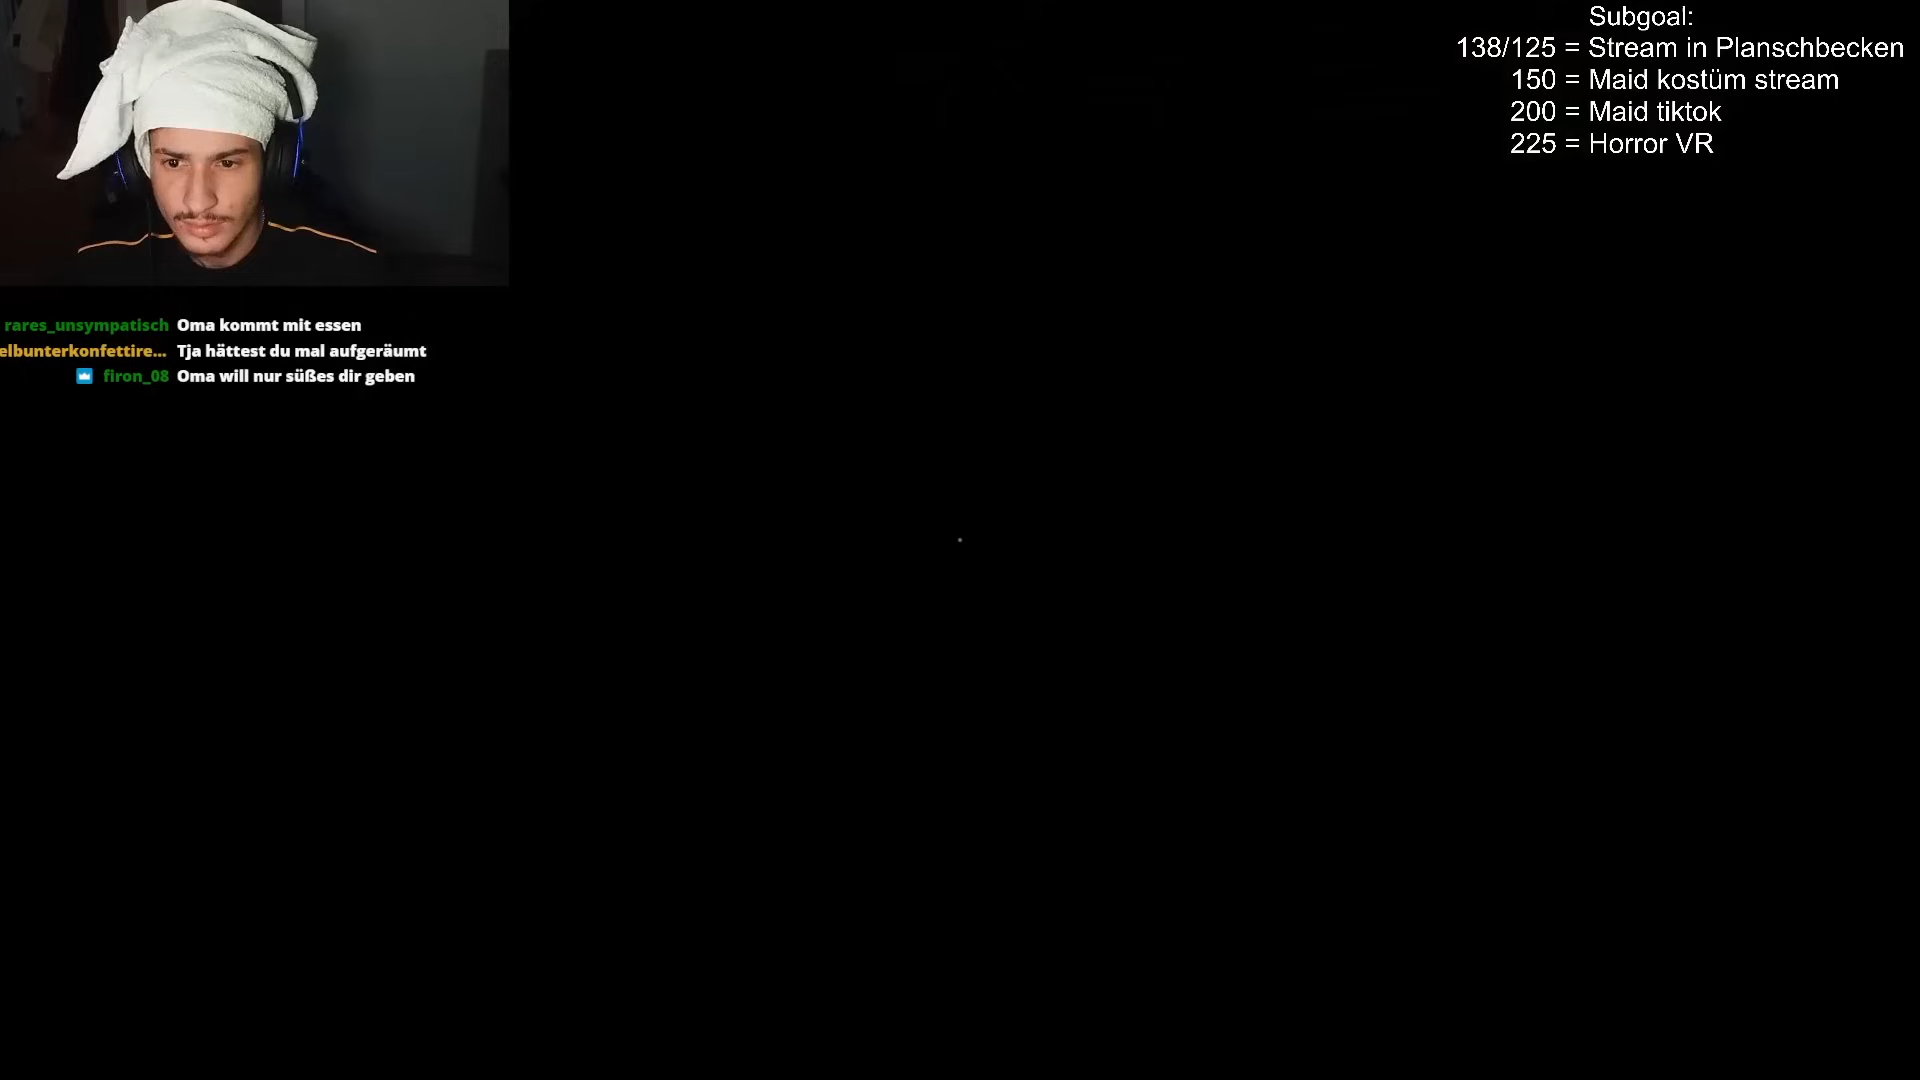 Subgoal:
138/125 = Stream in Planschbecken
150 = Maid kostüm stream
200 = Maid tiktok
225 = Horror VR
rares_unsympatisch Oma kommt mit essen
elbunterkonfettire... Tja hättest du mal aufgeräumt
firon_08 Oma will nur süßes dir geben